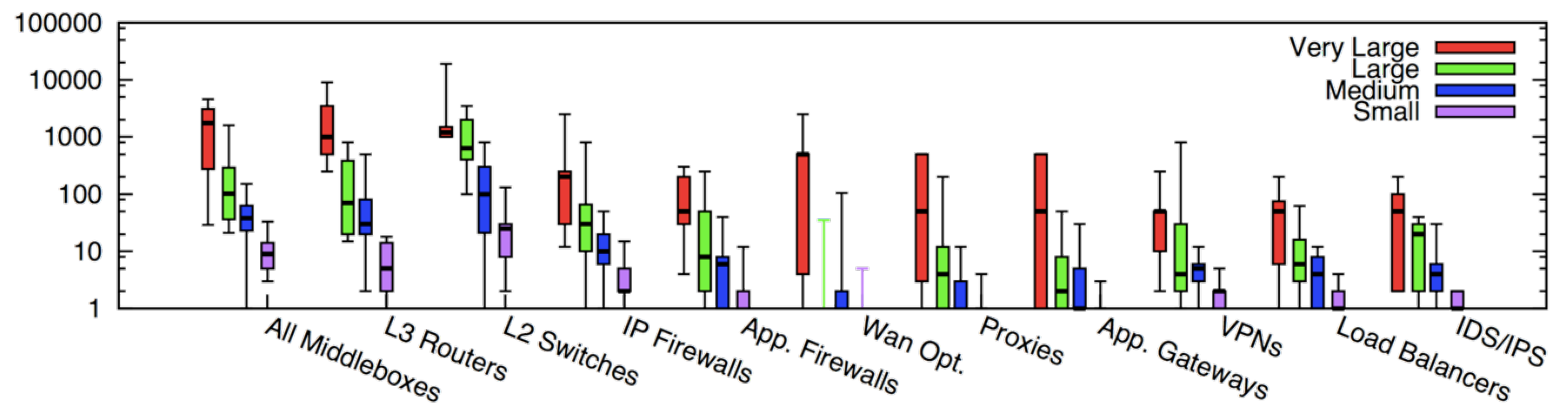 100000
10000
1000
100
10
1
Very Large
Large
Medium
Small
All Middleboxes
L3 Routers
L2 Switches
IP Firewalls
App. Firewalls
Wan Opt.
Proxies
App. Gateways
VPNs
Load Balancers
IDS/IPS